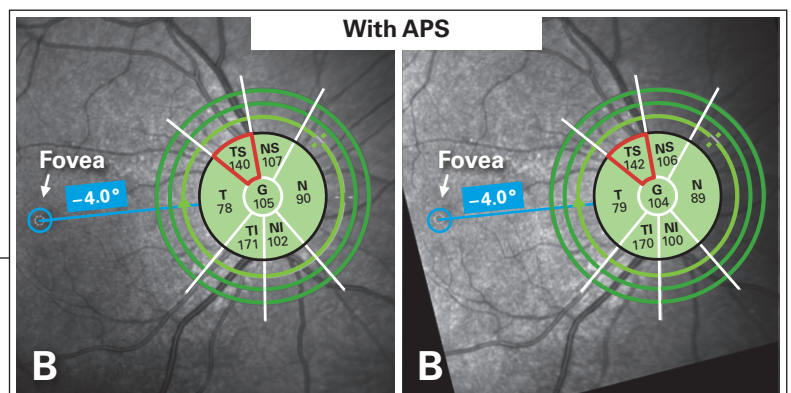 With APS
Fovea
−4.0°
TS
140
NS
107
T
78
G
105
N
90
TI
171
NI
102
B
Fovea
−4.0°
TS
142
NS
106
T
79
G
104
N
89
TI
170
NI
100
B